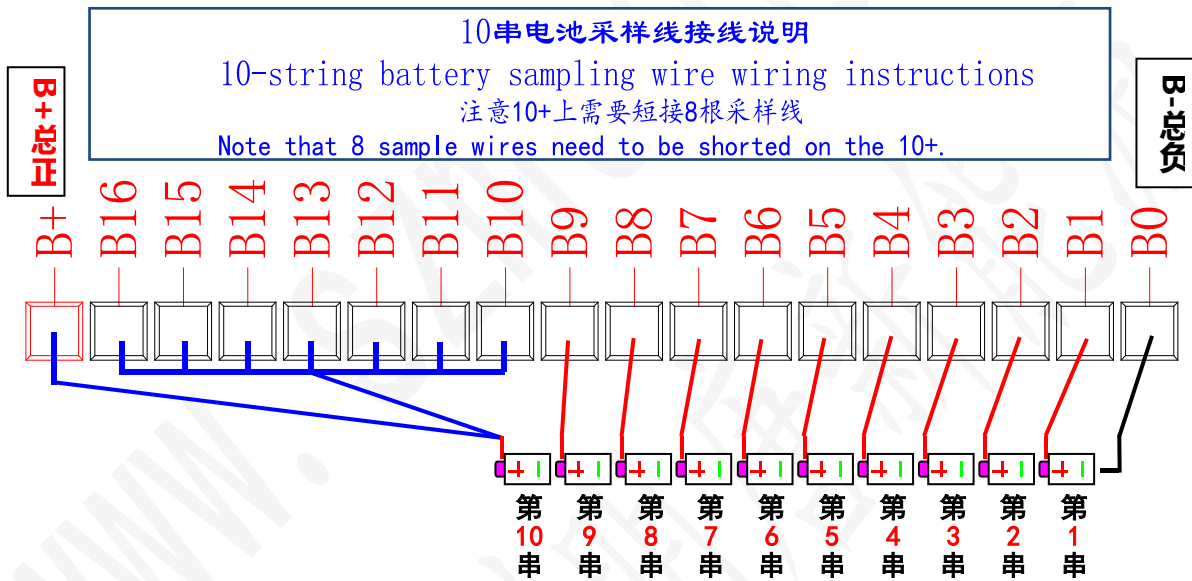 10串电池采样线接线说明
10-string battery sampling wire wiring instructions
注意10+上需要短接8根采样线
Note that 8 sample wires need to be shorted on the 10+.
B+总正
B-总负
B+ B16 B15 B14 B13 B12 B11 B10 B9 B8 B7 B6 B5 B4 B3 B2 B1 B0
+ − + − + − + − + − + − + − + − + − + −
第 第 第 第 第 第 第 第 第 第
10 9 8 7 6 5 4 3 2 1
串 串 串 串 串 串 串 串 串 串